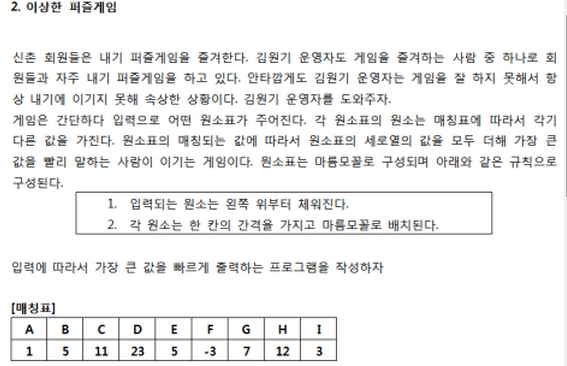 2. 이상한 퍼즐게임
신촌 회원들은 내기 퍼즐게임을 즐겨한다. 김원기 운영자도 게임을 즐겨하는 사람 중 하나로 회
원들과 자주 내기 퍼즐게임을 하고 있다. 안타깝게도 김원기 운영자는 게임을 잘 하지 못해서 항
상 내기에 이기지 못해 속상한 상황이다. 김원기 운영자를 도와주자.
게임은 간단하다 입력으로 어떤 원소표가 주어진다. 각 원소표의 원소는 매칭표에 따라서 각기
다른 값을 가진다. 원소표의 매칭되는 값에 따라서 원소표의 세로열의 값을 모두 더해 가장 큰
값을 빨리 말하는 사람이 이기는 게임이다. 원소표는 마름모꼴로 구성되며 아래와 같은 규칙으로
구성된다.
1. 입력되는 원소는 왼쪽 위부터 채워진다.
2. 각 원소는 한 칸의 간격을 가지고 마름모꼴로 배치된다.
입력에 따라서 가장 큰 값을 빠르게 출력하는 프로그램을 작성하자
[매칭표]
A B C D E F G H I
1 5 11 23 5 -3 7 12 3